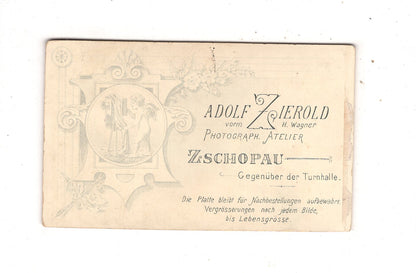 ADOLF ZIEROLD
vorm H. Wagner
PHOTOGRAPH. ATELIER
ZSCHOPAU
Gegenüber der Turnhalle.
Die Platte bleibt für Nachbestellungen aufbewahrt.
Vergrösserungen nach jedem Bilde,
bis Lebensgrösse.